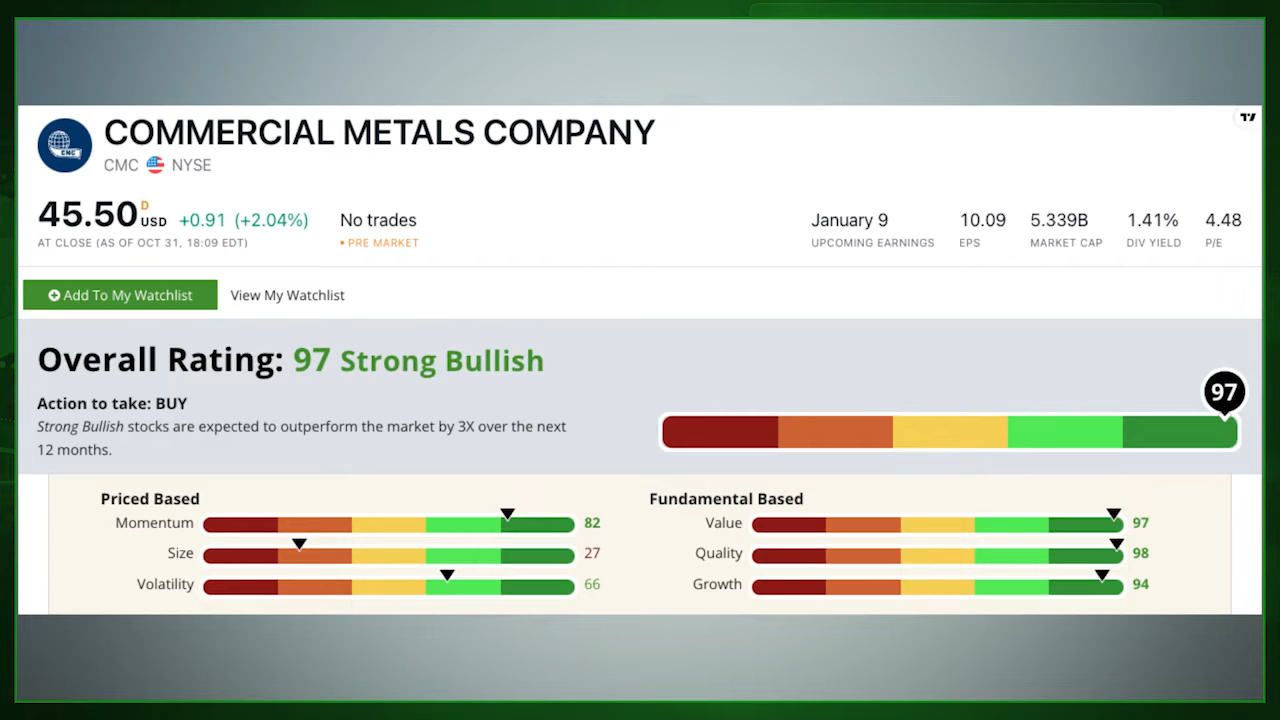 COMMERCIAL METALS COMPANY
CMC NYSE
45.50 D USD +0.91 (+2.04%) No trades January 9 10.09 5.339B 1.41% 4.48
AT CLOSE (AS OF OCT 31, 18:09 EDT) PRE MARKET UPCOMING EARNINGS EPS MARKET CAP DIV YIELD P/E
Add To My Watchlist View My Watchlist
Overall Rating: 97 Strong Bullish
97
Action to take: BUY
Strong Bullish stocks are expected to outperform the market by 3X over the next
12 months.
Priced Based Fundamental Based
Momentum 82 Value 97
Size 27 Quality 98
Volatility 66 Growth 94